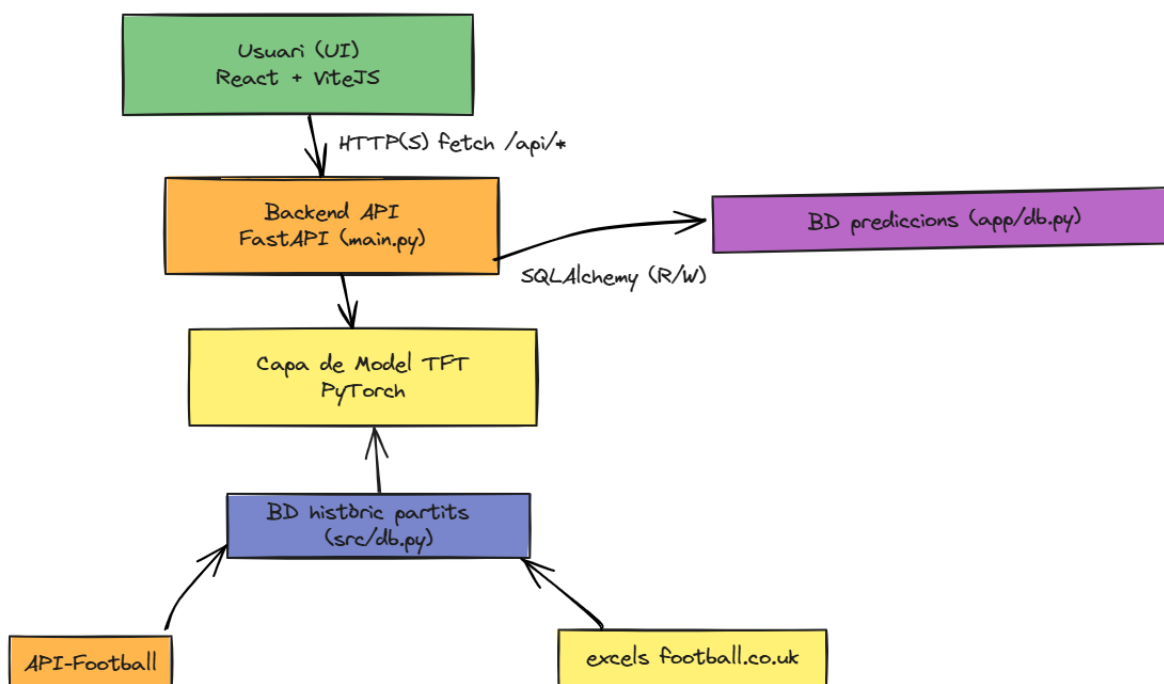 Usuari (UI)
React + ViteJS
HTTP(S) fetch /api/*
Backend API
FastAPI (main.py)
BD prediccions (app/db.py)
SQLAlchemy (R/W)
Capa de Model TFT
PyTorch
BD històric partits
(src/db.py)
API-Football
excels football.co.uk